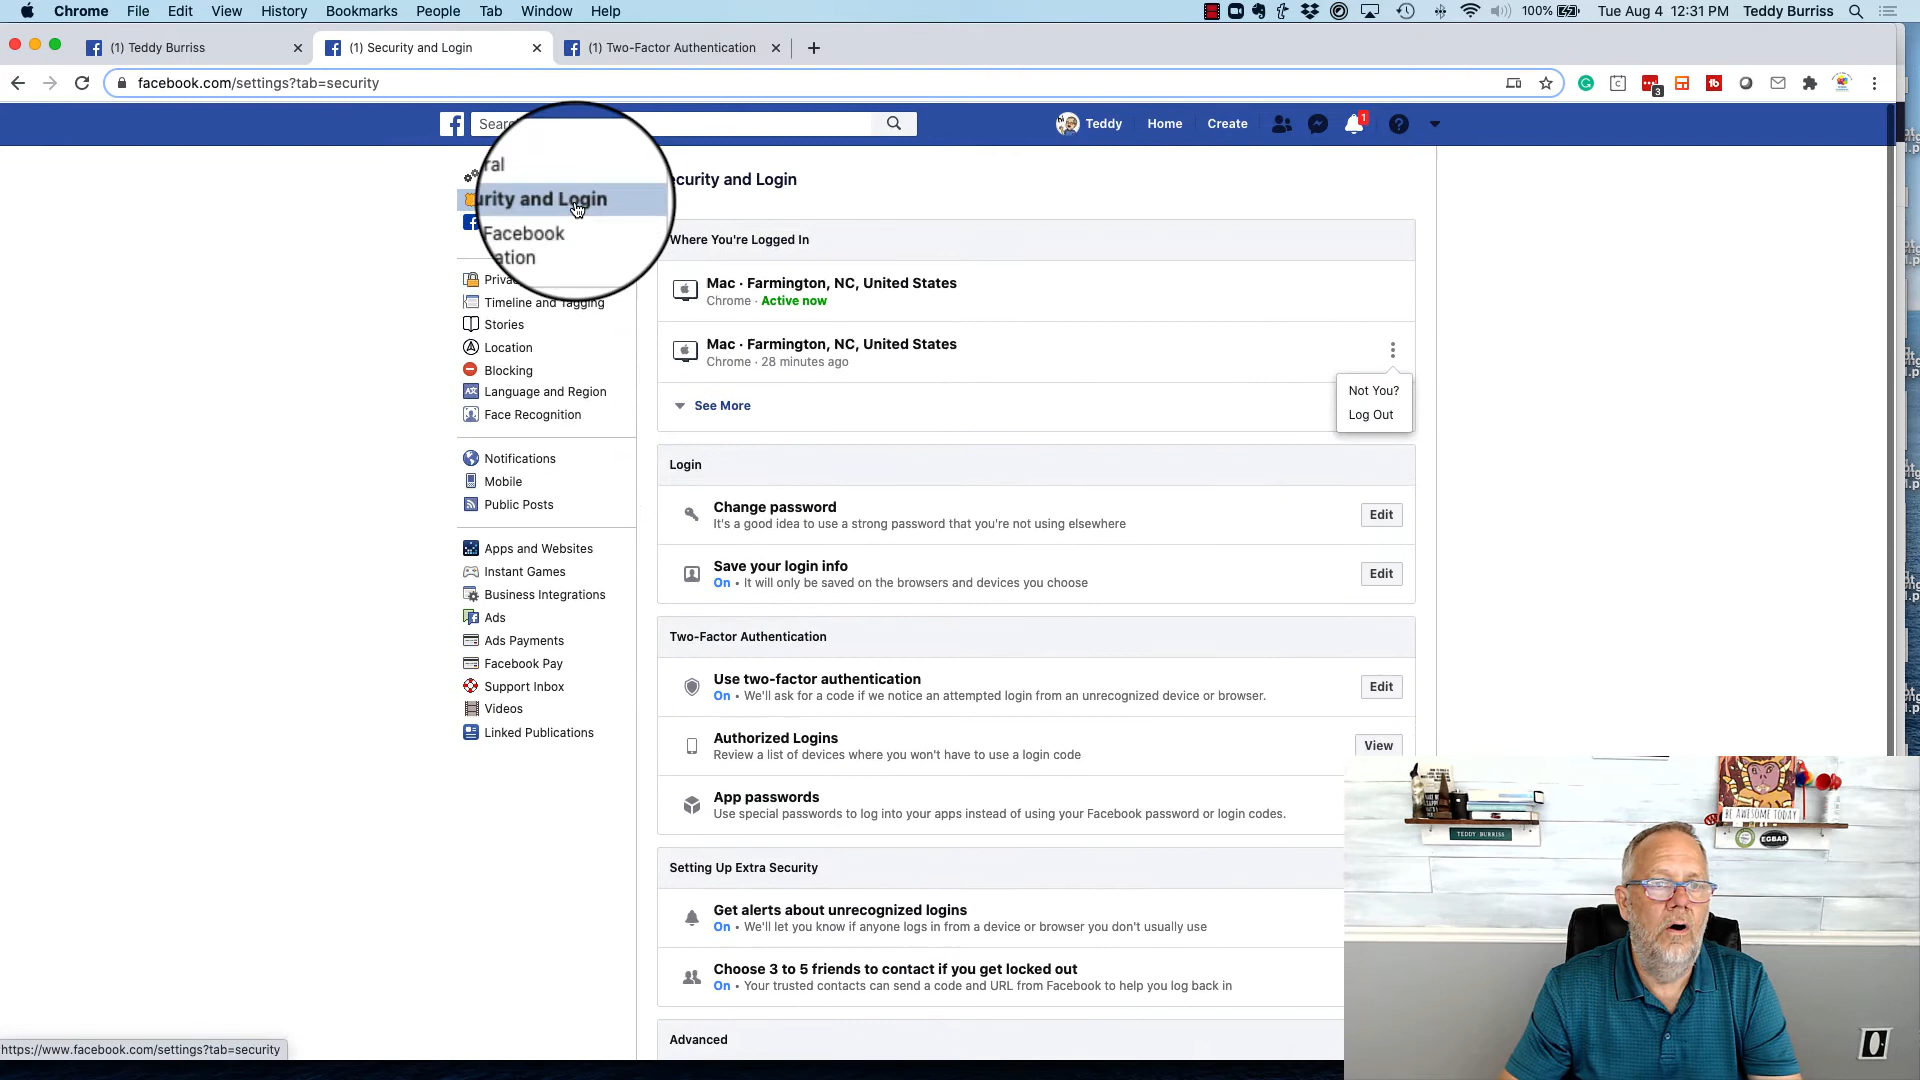 Chrome File Edit View History Bookmarks People Tab Window Help 100% Tue Aug 4 12:31 PM Teddy Burriss
(1) Teddy Burriss (1) Security and Login (1) Two-Factor Authentication
facebook.com/settings?tab=security 3
Sear Teddy Home Create 1
ral
urity and Login
Facebook
ation
Priva
Timeline and Tagging
Stories
Location
Blocking
Language and Region
Face Recognition
Notifications
Mobile
Public Posts
Apps and Websites
Instant Games
Business Integrations
Ads
Ads Payments
Facebook Pay
Support Inbox
Videos
Linked Publications
ecurity and Login
Where You're Logged In
Mac · Farmington, NC, United States
Chrome · Active now
Mac · Farmington, NC, United States
Chrome · 28 minutes ago
Not You?
Log Out
See More
Login
Change password
It's a good idea to use a strong password that you're not using elsewhere
Edit
Save your login info
On • It will only be saved on the browsers and devices you choose
Edit
Two-Factor Authentication
Use two-factor authentication
On • We'll ask for a code if we notice an attempted login from an unrecognized device or browser.
Edit
Authorized Logins
Review a list of devices where you won't have to use a login code
View
App passwords
Use special passwords to log into your apps instead of using your Facebook password or login codes.
Setting Up Extra Security
Get alerts about unrecognized logins
On • We'll let you know if anyone logs in from a device or browser you don't usually use
Choose 3 to 5 friends to contact if you get locked out
On • Your trusted contacts can send a code and URL from Facebook to help you log back in
Advanced
TEDDY BURRISS
BE AWESOME TODAY
EGBAR
https://www.facebook.com/settings?tab=security